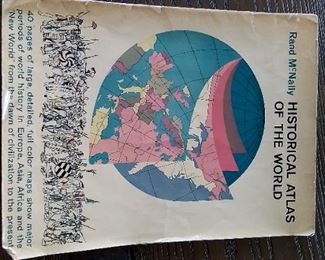 Rand McNally
HISTORICAL ATLAS
OF THE WORLD
40 pages of large, detailed full color maps show major
periods of world history in Europe, Asia, Africa and the
New World from the dawn of civilization to the present